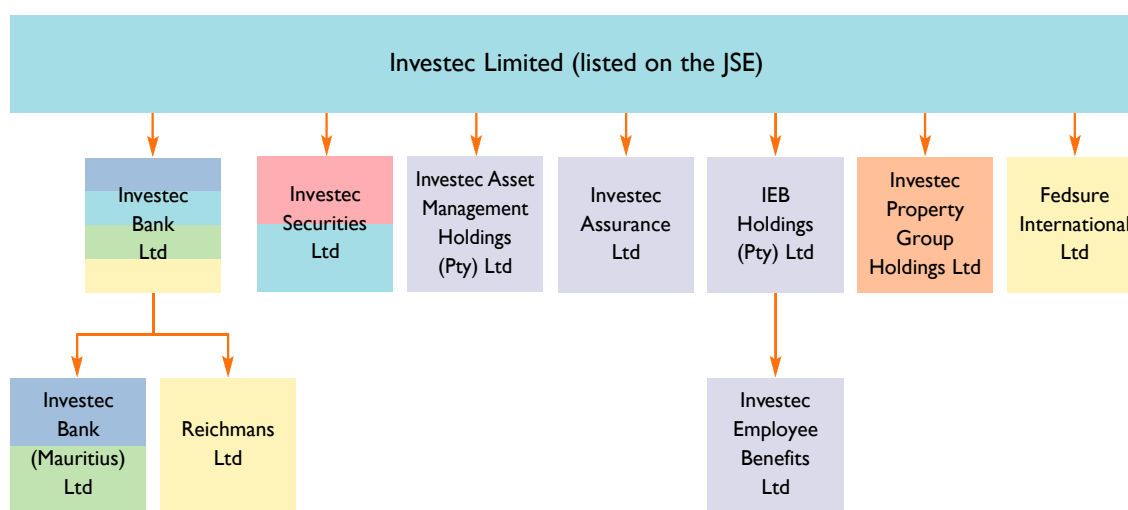 Investec Limited (listed on the JSE)
Investec
Bank
Ltd
Investec
Securities
Ltd
Investec Asset
Management
Holdings
(Pty) Ltd
Investec
Assurance
Ltd
IEB
Holdings
(Pty) Ltd
Investec
Property
Group
Holdings Ltd
Fedsure
International
Ltd
Investec
Bank
(Mauritius)
Ltd
Reichmans
Ltd
Investec
Employee
Benefits
Ltd